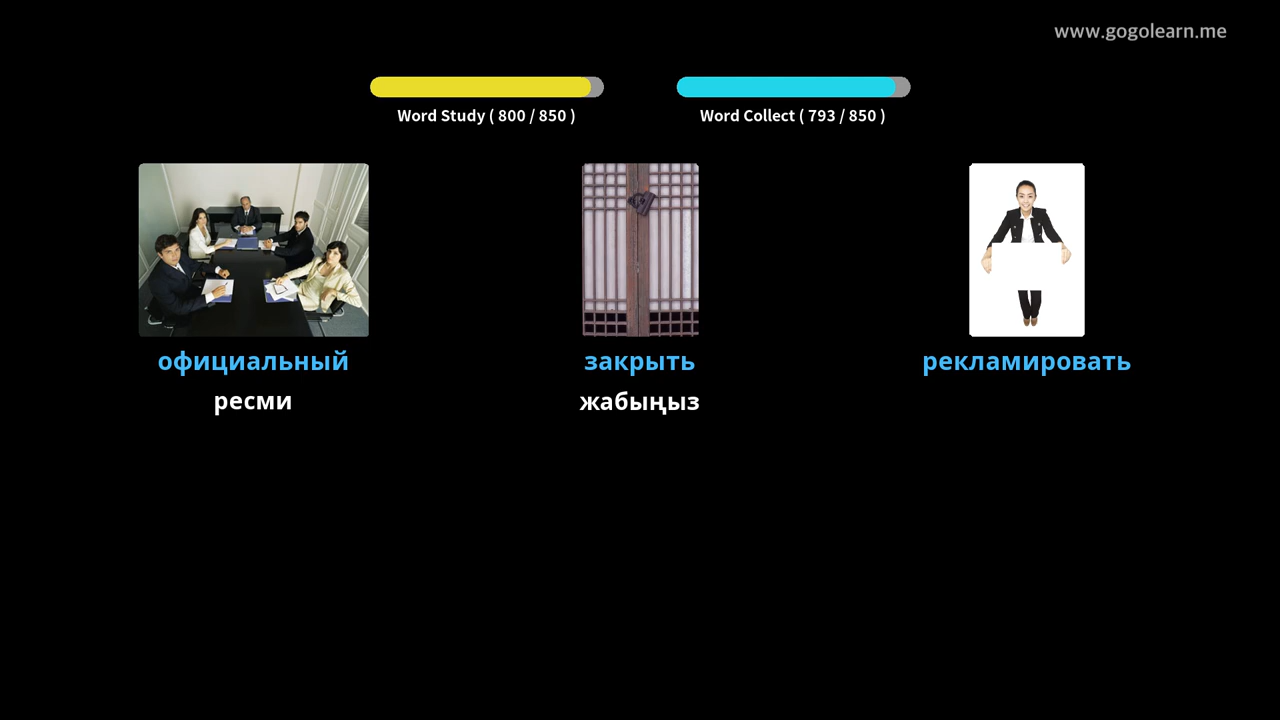 www.gogolearn.me
Word Study ( 800 / 850 )
Word Collect ( 793 / 850 )
официальный
закрыть
рекламировать
ресми
жабыңыз